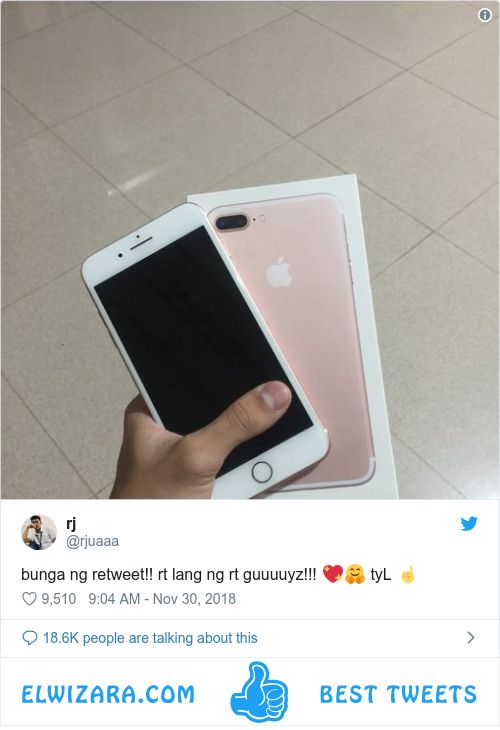 rj
@rjuaaa
bunga ng retweet!! rt lang ng rt guuuuyz!!! 💖🤗 tyL ☝
9,510 9:04 AM - Nov 30, 2018
18.6K people are talking about this
ELWIZARA.COM BEST TWEETS